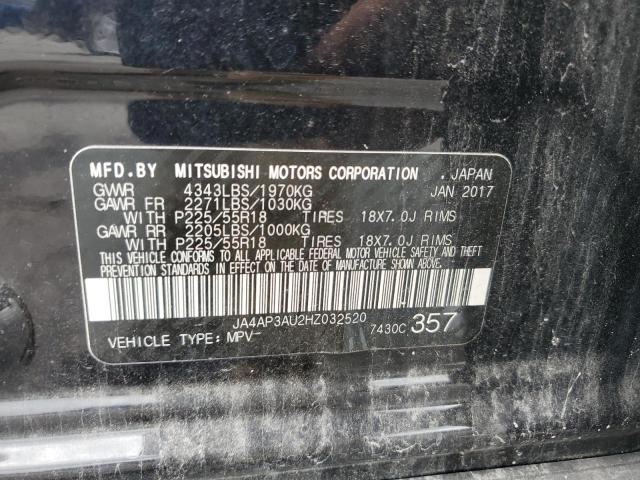 MFD.BY MITSUBISHI MOTORS CORPORATION . JAPAN
GVWR 4343LBS/1970KG JAN 2017
GAWR FR 2271LBS/1030KG
WITH P225/55R18 TIRES 18X7.0J RIMS
GAWR RR 2205LBS/1000KG
WITH P225/55R18 TIRES 18X7.0J RIMS
THIS VEHICLE CONFORMS TO ALL APPLICABLE FEDERAL MOTOR VEHICLE SAFETY AND THEFT
PREVENTION STANDARDS IN EFFECT ON THE DATE OF MANUFACTURE SHOWN ABOVE.
JA4AP3AU2HZ032520
VEHICLE TYPE: MPV- 7430C 357